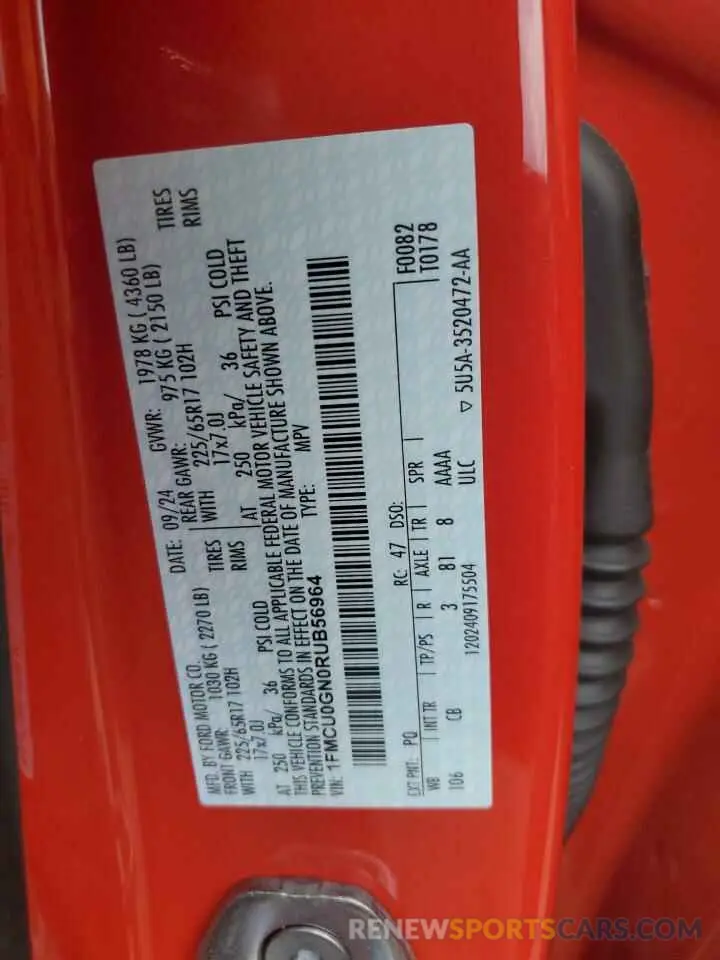 MFD. BY FORD MOTOR CO.
DATE: 09/24 GVWR: 1978 KG ( 4360 LB)
FRONT GAWR: 1030 KG ( 2270 LB) REAR GAWR: 975 KG ( 2150 LB)
WITH 225/65R17 102H TIRES WITH 225/65R17 102H TIRES
17x7.0J RIMS 17x7.0J RIMS
AT 250 kPa/ 36 PSI COLD AT 250 kPa/ 36 PSI COLD
THIS VEHICLE CONFORMS TO ALL APPLICABLE FEDERAL MOTOR VEHICLE SAFETY AND THEFT
PREVENTION STANDARDS IN EFFECT ON THE DATE OF MANUFACTURE SHOWN ABOVE.
VIN: 1FMCU0GN0RUB56964 TYPE: MPV
F0082
T0178
EXT PNT: PQ RC: 47 DSO:
WB INT TR TP/PS R AXLE TR SPR
106 CB 3 81 8 AAAA
1202409175504 ULC
▽ 5U5A-3520472-AA
RENEWSPORTSCARS.COM